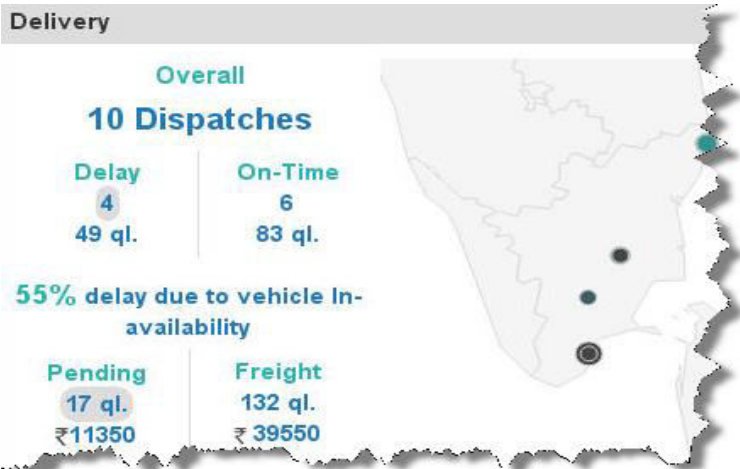 Delivery
Overall
10 Dispatches
Delay
On-Time
4
6
49 ql.
83 ql.
55% delay due to vehicle In-
availability
Pending
Freight
17 ql.
132 ql.
₹11350
₹ 39550